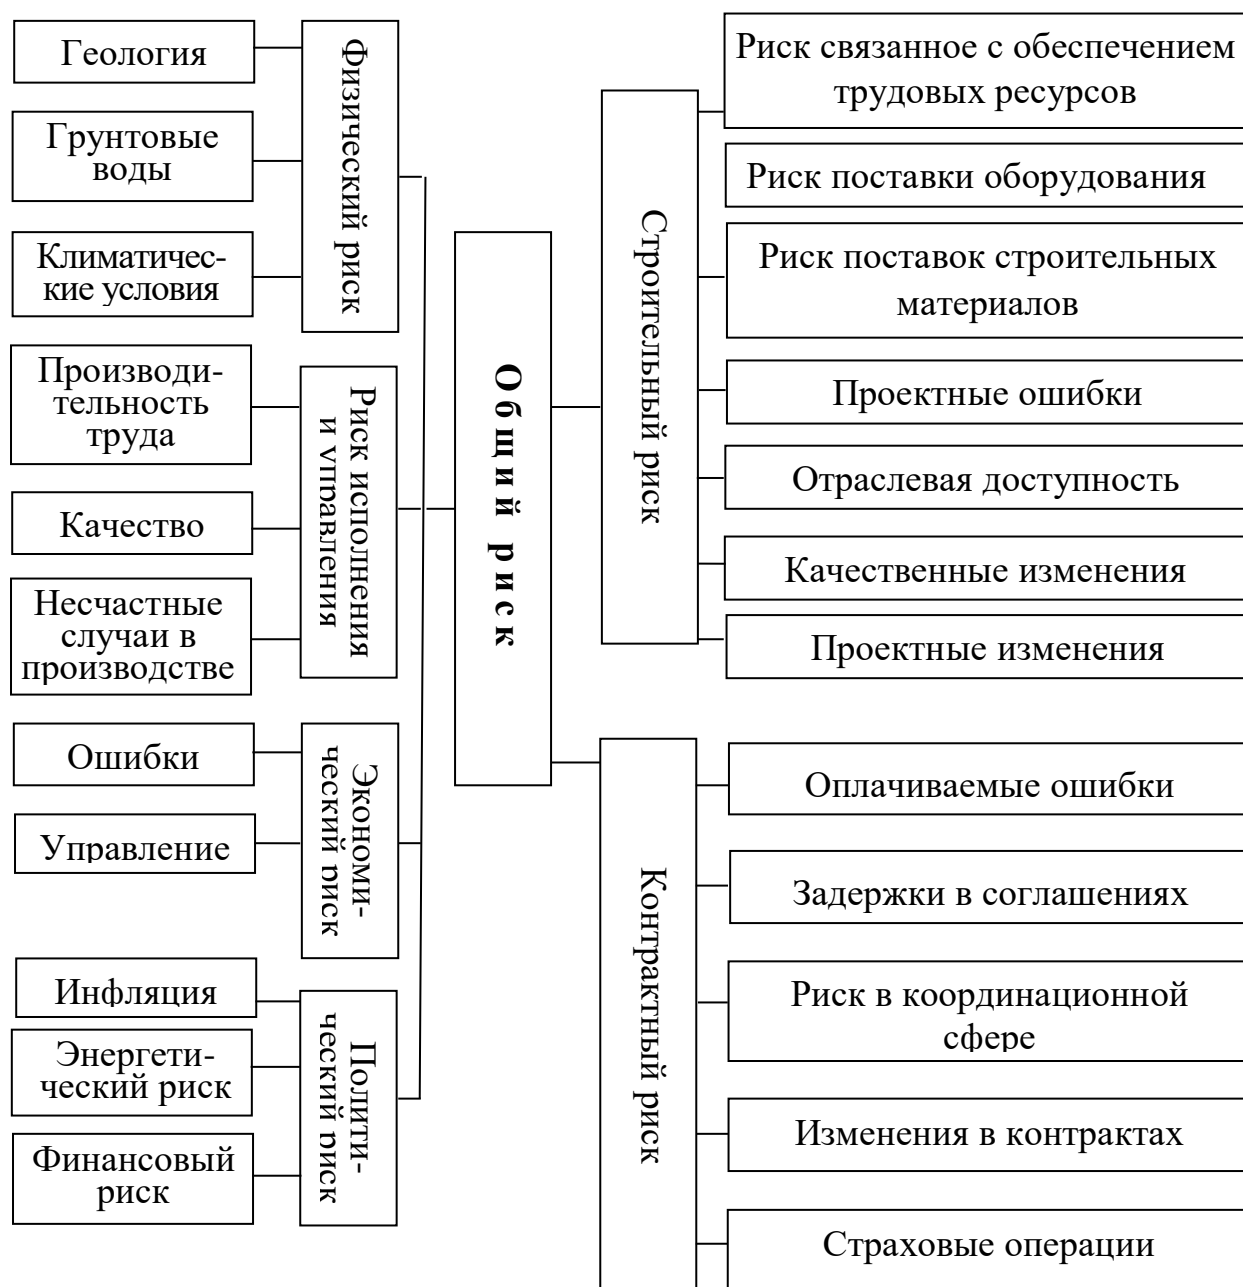 Геология
Грунтовые
воды
Климатичес-
кие условия
Физический риск
Производи-
тельность
труда
Качество
Несчастные
случаи в
производстве
Риск исполнения
и управления
Ошибки
Управление
Экономи-
ческий риск
Инфляция
Энергети-
ческий риск
Финансовый
риск
Полити-
ческий риск
Общий риск
Строительный риск
Риск связанное с обеспечением
трудовых ресурсов
Риск поставки оборудования
Риск поставок строительных
материалов
Проектные ошибки
Отраслевая доступность
Качественные изменения
Проектные изменения
Контрактный риск
Оплачиваемые ошибки
Задержки в соглашениях
Риск в координационной
сфере
Изменения в контрактах
Страховые операции